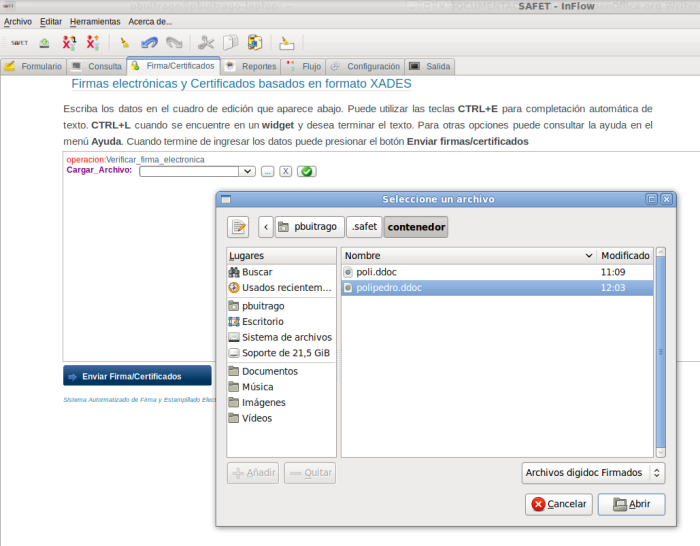 SAFET - InFlow
Archivo Editar Herramientas Acerca de...
SAFET
Formulario Consulta Firma/Certificados Reportes Flujo Configuración Salida
Firmas electrónicas y Certificados basados en formato XADES
Escriba los datos en el cuadro de edición que aparece abajo. Puede utilizar las teclas CTRL+E para completación automática de
texto. CTRL+L cuando se encuentre en un widget y desea terminar el texto. Para otras opciones puede consultar la ayuda en el
menú Ayuda. Cuando termine de ingresar los datos puede presionar el botón Enviar firmas/certificados
operacion:Verificar_firma_electronica
Cargar_Archivo: ... X
Seleccione un archivo
pbuitrago .safet contenedor
Lugares
Buscar
Usados recientem...
pbuitrago
Escritorio
Sistema de archivos
Soporte de 21,5 GiB
Documentos
Música
Imágenes
Vídeos
Nombre Modificado
poli.ddoc 11:09
polipedro.ddoc 12:03
Añadir Quitar
Archivos digidoc Firmados
Cancelar Abrir
Enviar Firma/Certificados
Sistema Automatizado de Firma y Estampillado Elect